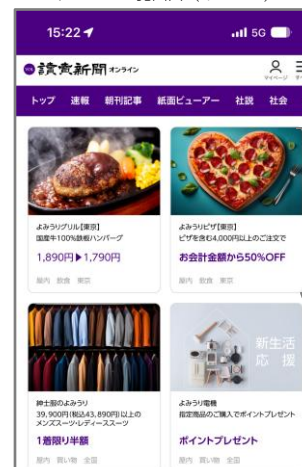 15:22
5G
讀賣新聞 オンライン
マイページ
トップ 速報 朝刊記事 紙面ビューアー 社説 社会
よみうりグリル【東京】
国産牛100%鉄板ハンバーグ
1,890円▶1,790円
屋内 飲食 東京
よみうりピザ【東京】
ピザを含む4,000円以上のご注文で
お会計金額から50%OFF
屋内 飲食 東京
紳士服のよみうり
39,900円(税込43,890円)以上の
メンズスーツ・レディーススーツ
1着限り半額
屋内 買い物 全国
新生活
応援
よみうり電機
指定商品のご購入でポイントプレゼント
ポイントプレゼント
屋内 買い物 全国